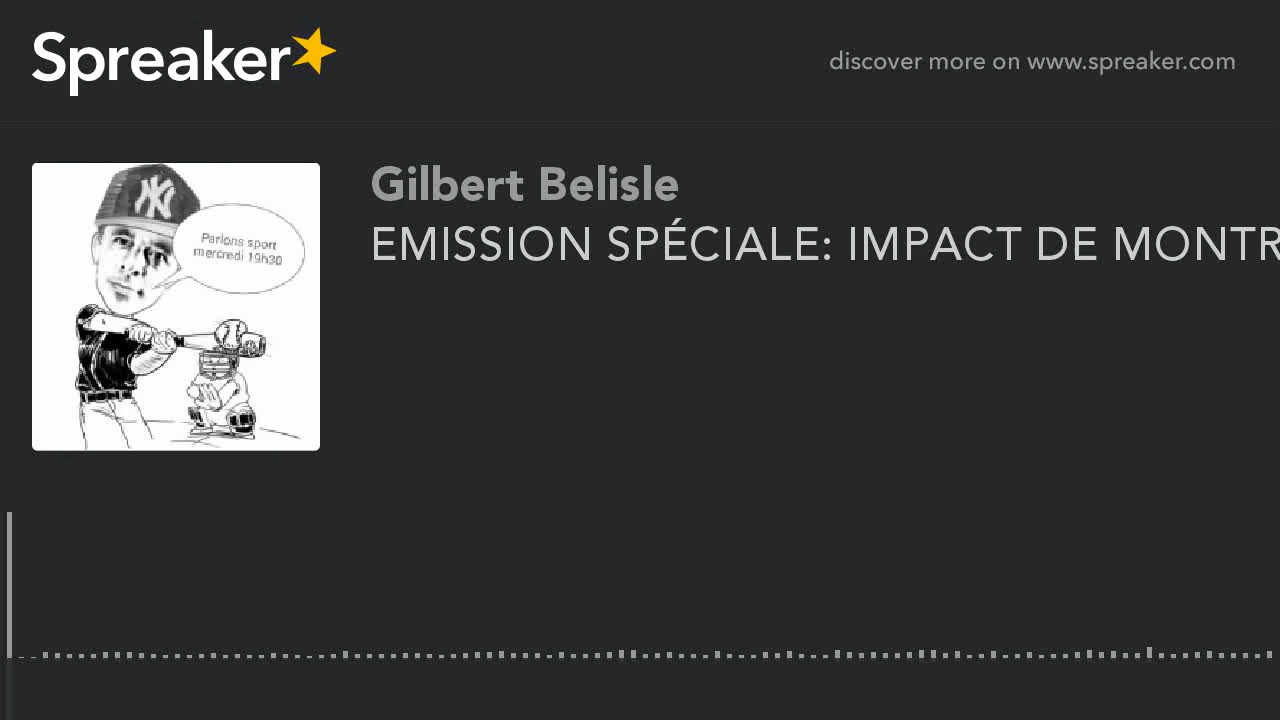 Spreaker
discover more on www.spreaker.com
NY
Parlons sport
mercredi 19h30
Gilbert Belisle
EMISSION SPÉCIALE: IMPACT DE MONTR